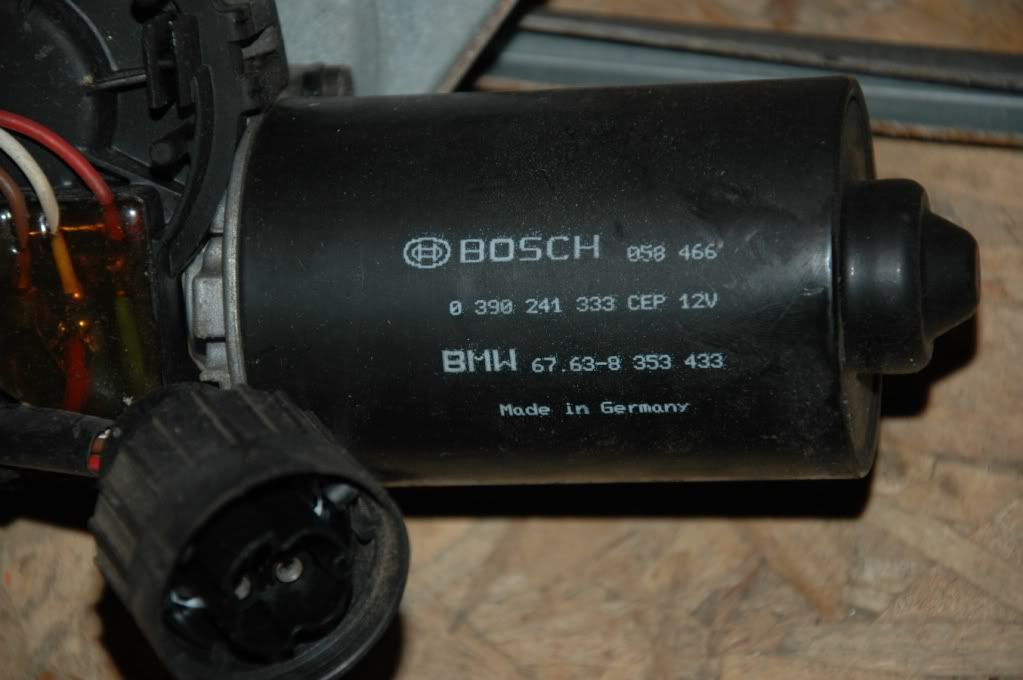 BOSCH 058 466
0 390 241 333 CEP 12V
BMW 67.63-8 353 433
Made in Germany